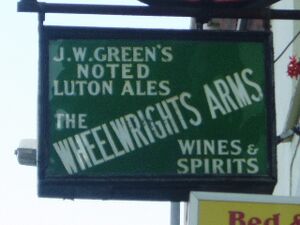 J.W.GREEN'S
NOTED
LUTON ALES
THE
WHEELWRIGHTS ARMS
WINES &
SPIRITS
Bed &